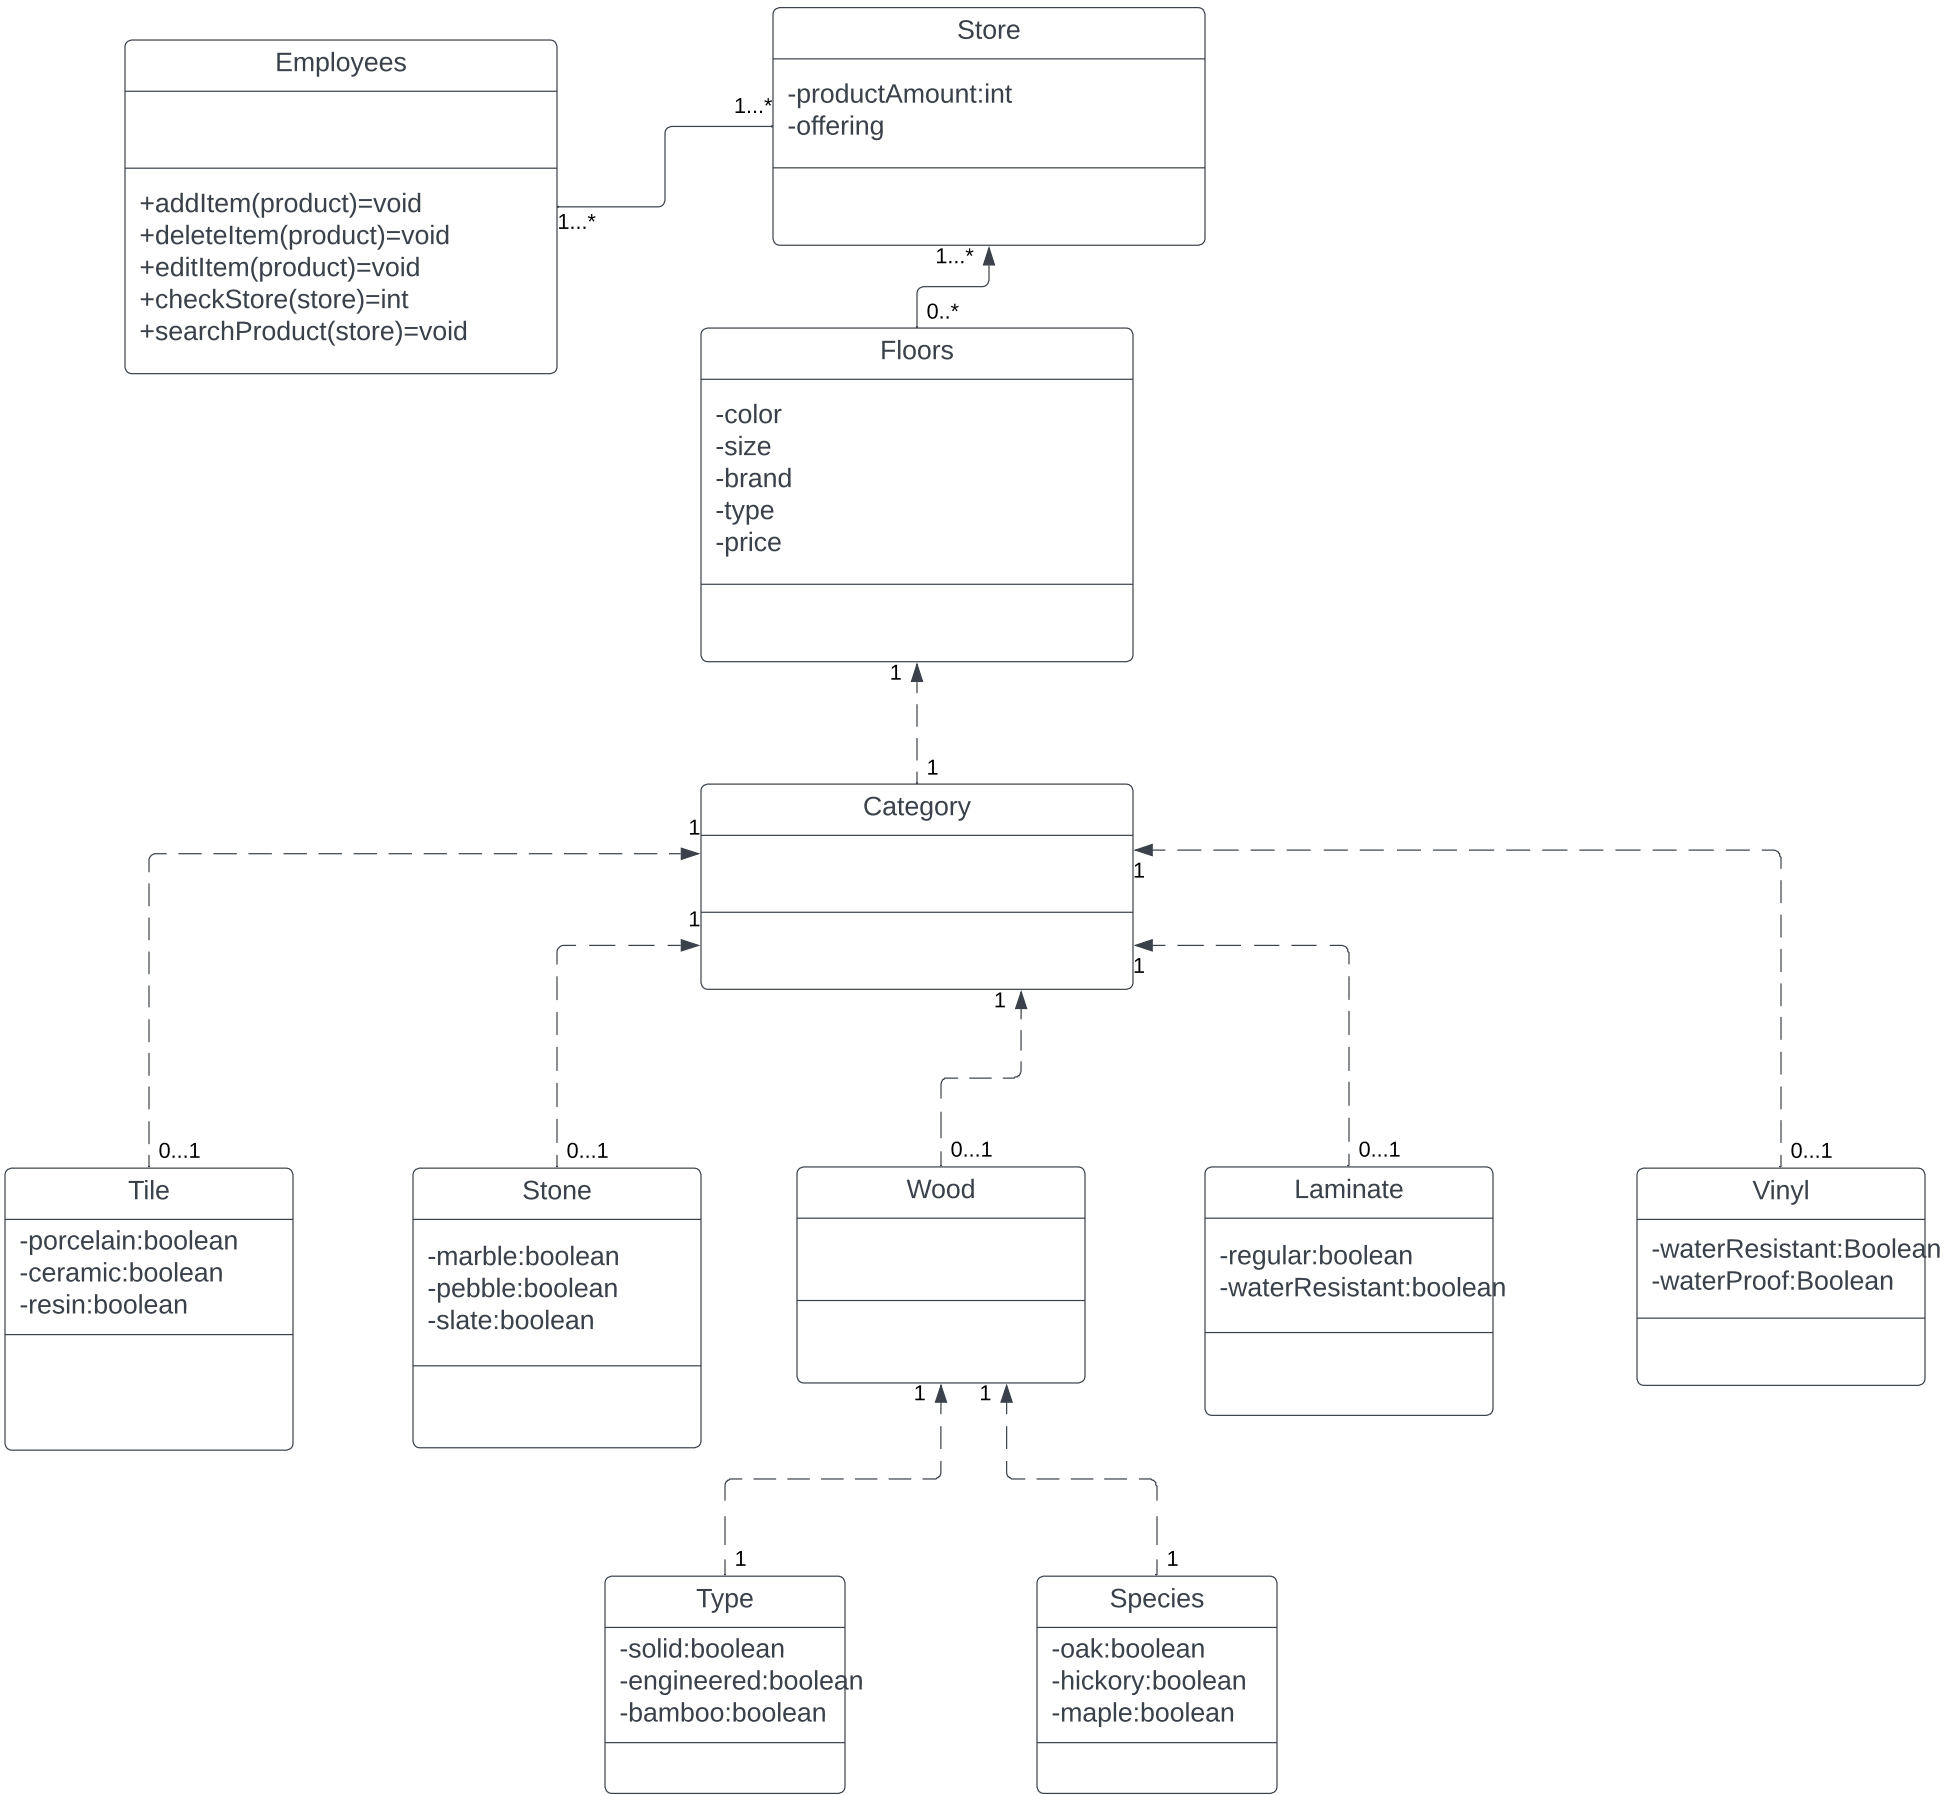 Store
-productAmount:int
-offering
Employees
+addItem(product)=void
+deleteItem(product)=void
+editItem(product)=void
+checkStore(store)=int
+searchProduct(store)=void
1...*
1...*
1...*
0..*
Floors
-color
-size
-brand
-type
-price
1
1
Category
1
1
1
1
1
0...1
0...1
0...1
0...1
0...1
Tile
-porcelain:boolean
-ceramic:boolean
-resin:boolean
Stone
-marble:boolean
-pebble:boolean
-slate:boolean
Wood
Laminate
-regular:boolean
-waterResistant:boolean
Vinyl
-waterResistant:Boolean
-waterProof:Boolean
1
1
1
1
Type
-solid:boolean
-engineered:boolean
-bamboo:boolean
Species
-oak:boolean
-hickory:boolean
-maple:boolean